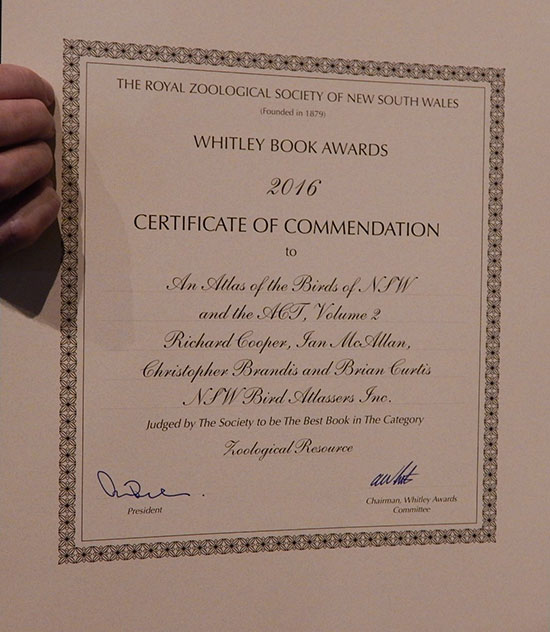 THE ROYAL ZOOLOGICAL SOCIETY OF NEW SOUTH WALES
(Founded in 1879)
WHITLEY BOOK AWARDS
2016
CERTIFICATE OF COMMENDATION
to
An Atlas of the Birds of NSW
and the ACT, Volume 2
Richard Cooper, Ian McAllan,
Christopher Brandis and Brian Curtis
NSW Bird Atlassers Inc.
Judged by The Society to be The Best Book in The Category
Zoological Resource
President
Chairman, Whitley Awards
Committee